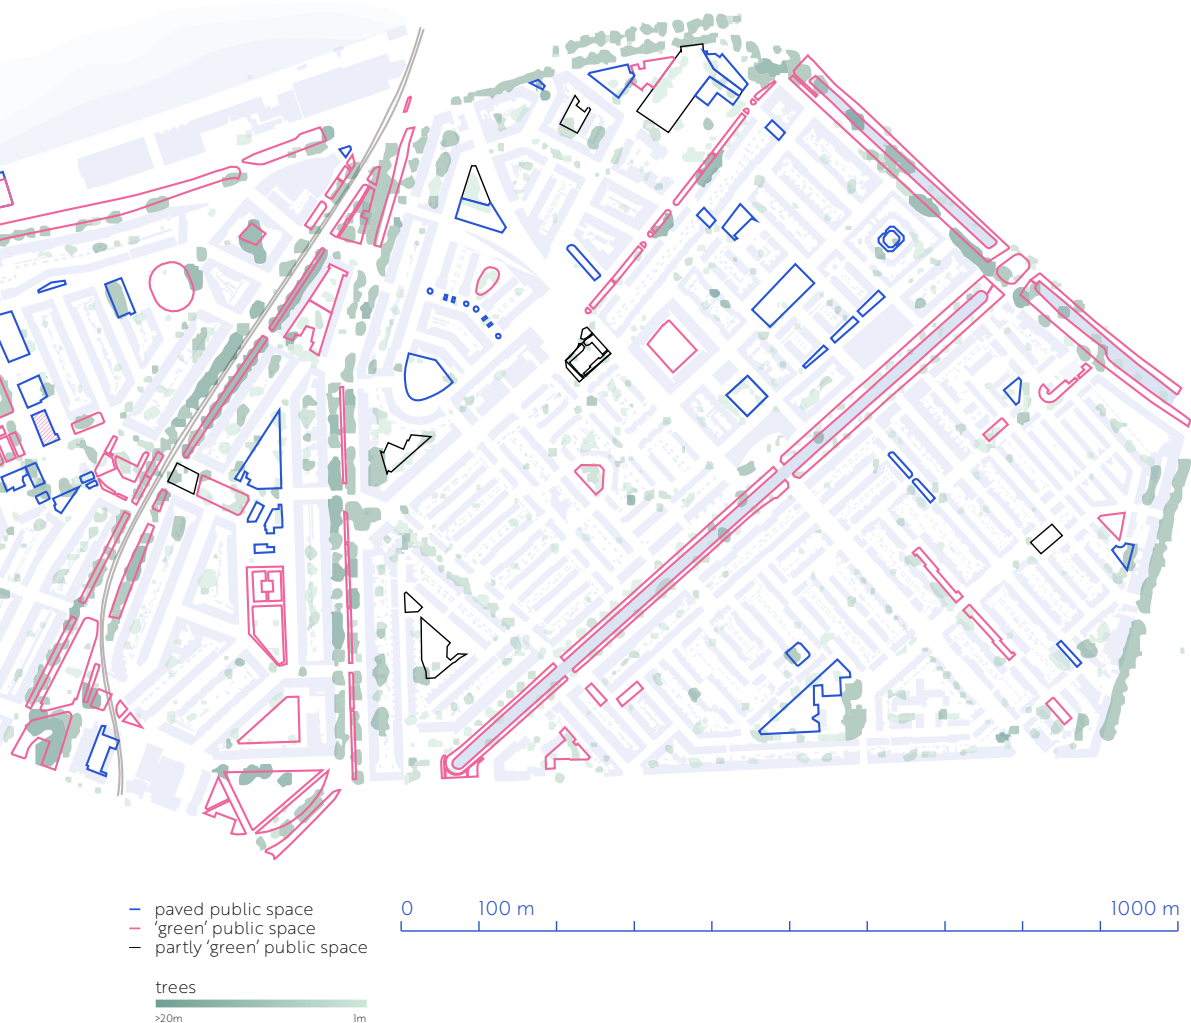 paved public space
‘green’ public space
partly ‘green’ public space
trees
>20m 1m
0 100 m 1000 m